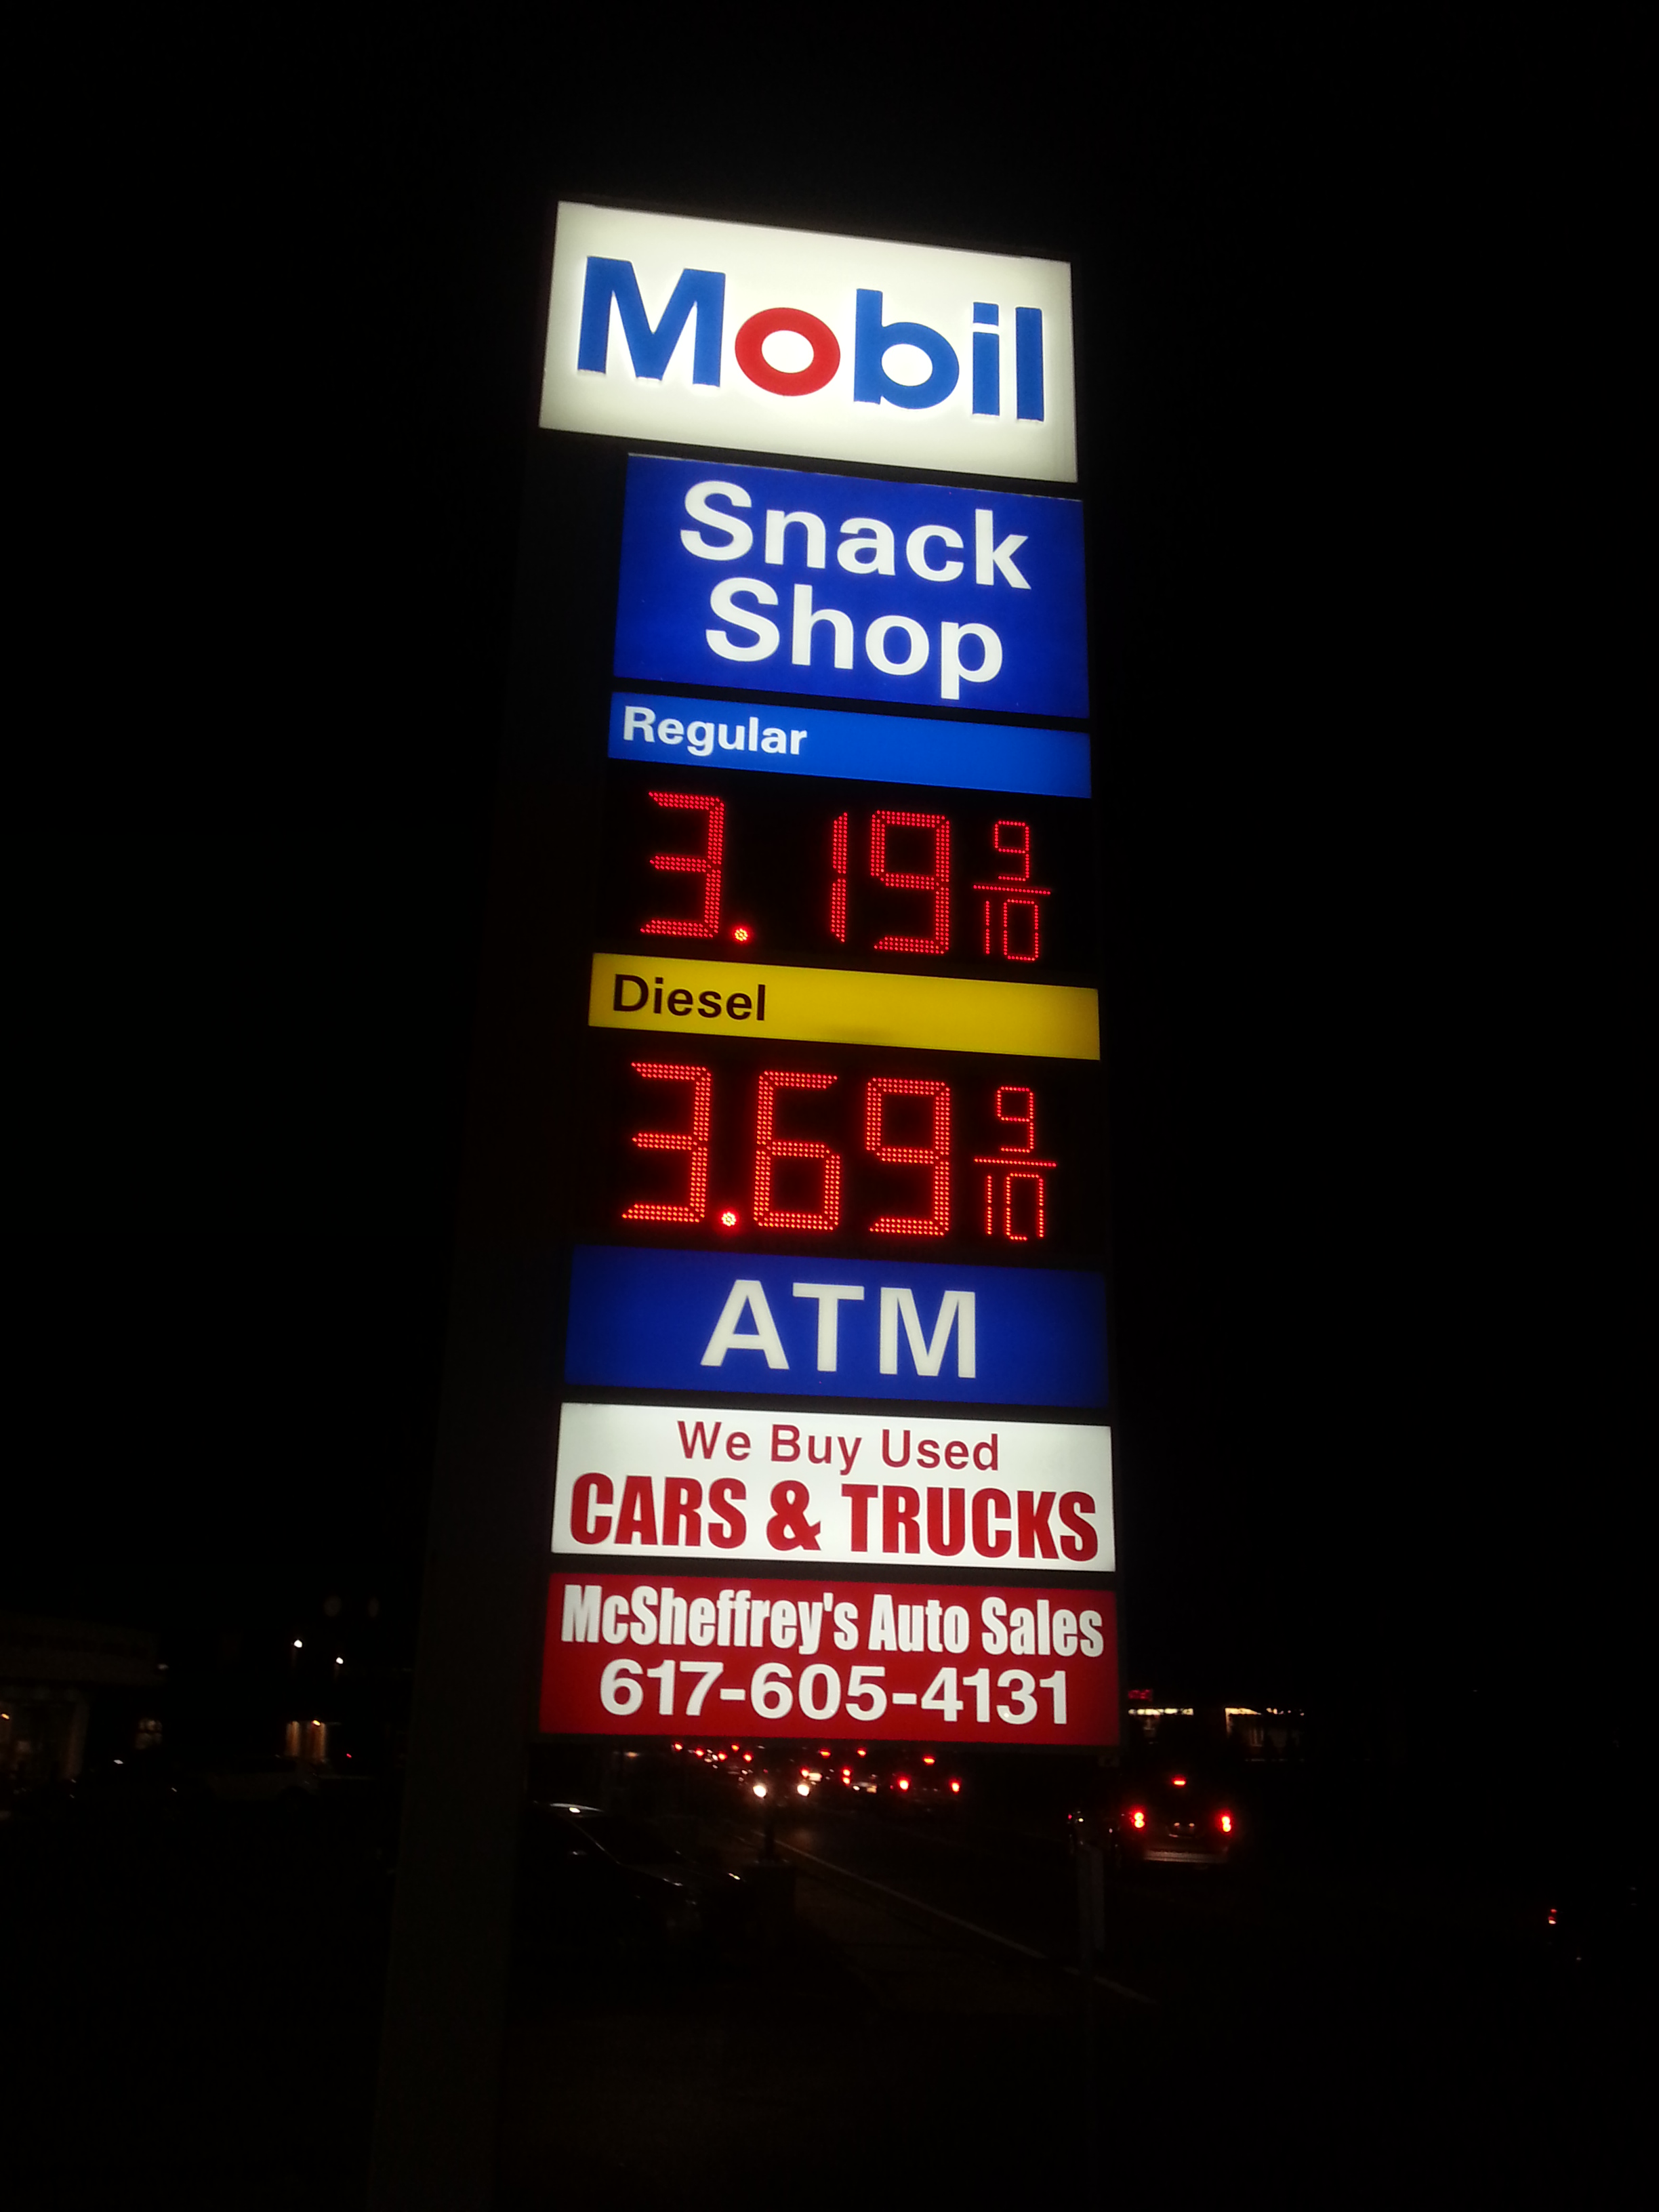 Mobil
Snack
Shop
Regular
3.19 9/10
Diesel
3.69 9/10
ATM
We Buy Used
CARS & TRUCKS
McSheffrey's Auto Sales
617-605-4131